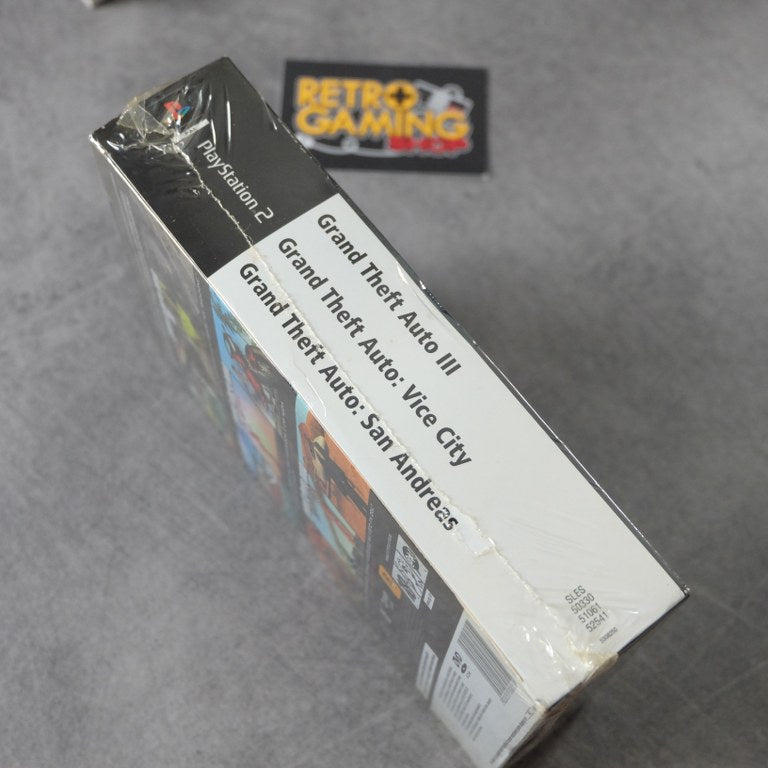 RETRO
GAMING
SHOP
PlayStation 2
Grand Theft Auto III
Grand Theft Auto: Vice City
Grand Theft Auto: San Andreas
SLES
50330
51061
52541